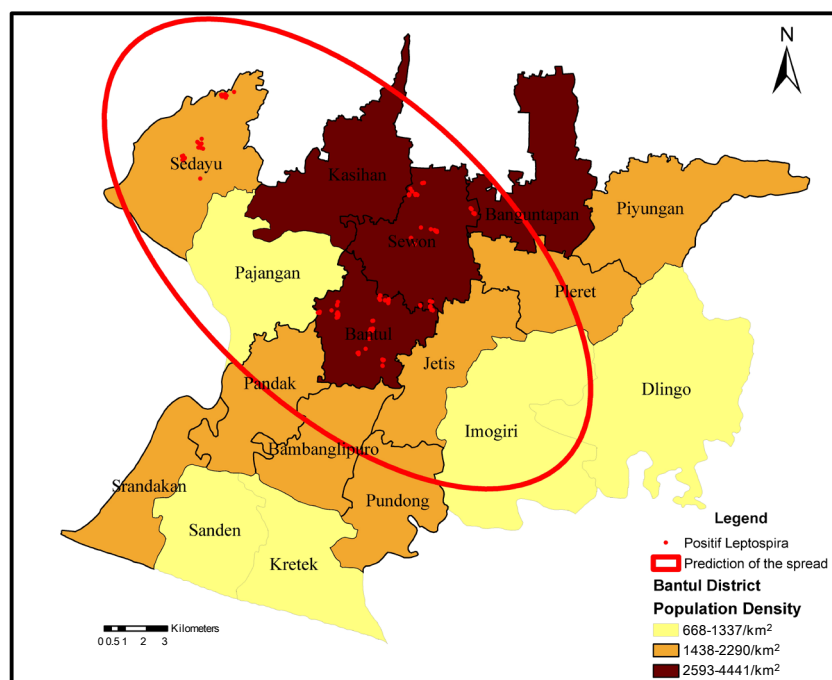 N
Sedayu
Kasihan
Banguntapan
Piyungan
Sewon
Pajangan
Pleret
Bantul
Jetis
Pandak
Dlingo
Imogiri
Bambanglipuro
Srandakan
Pundong
Sanden
Kretek
Legend
Positif Leptospira
Prediction of the spread
Bantul District
Population Density
668-1337/km²
1438-2290/km²
2593-4441/km²
Kilometers
0 0.5 1 2 3